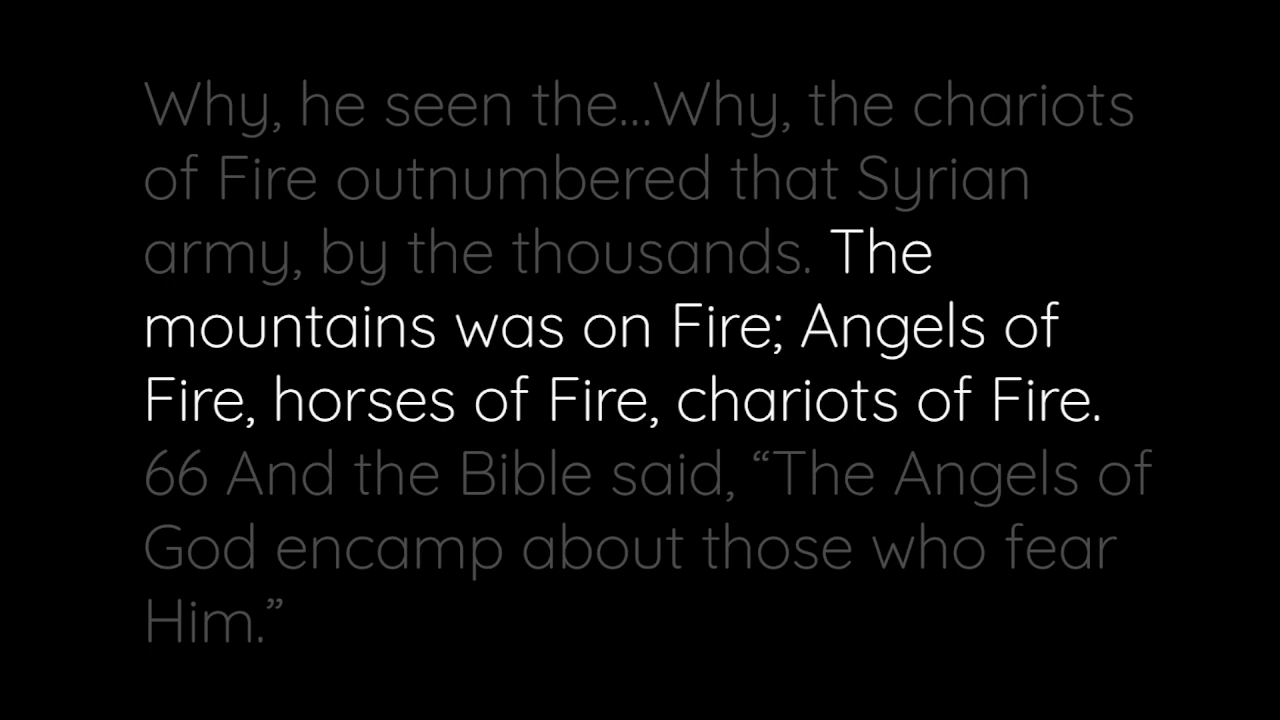 Why, he seen the...Why, the chariots
of Fire outnumbered that Syrian
army, by the thousands. The
mountains was on Fire; Angels of
Fire, horses of Fire, chariots of Fire.
66 And the Bible said, “The Angels of
God encamp about those who fear
Him.”